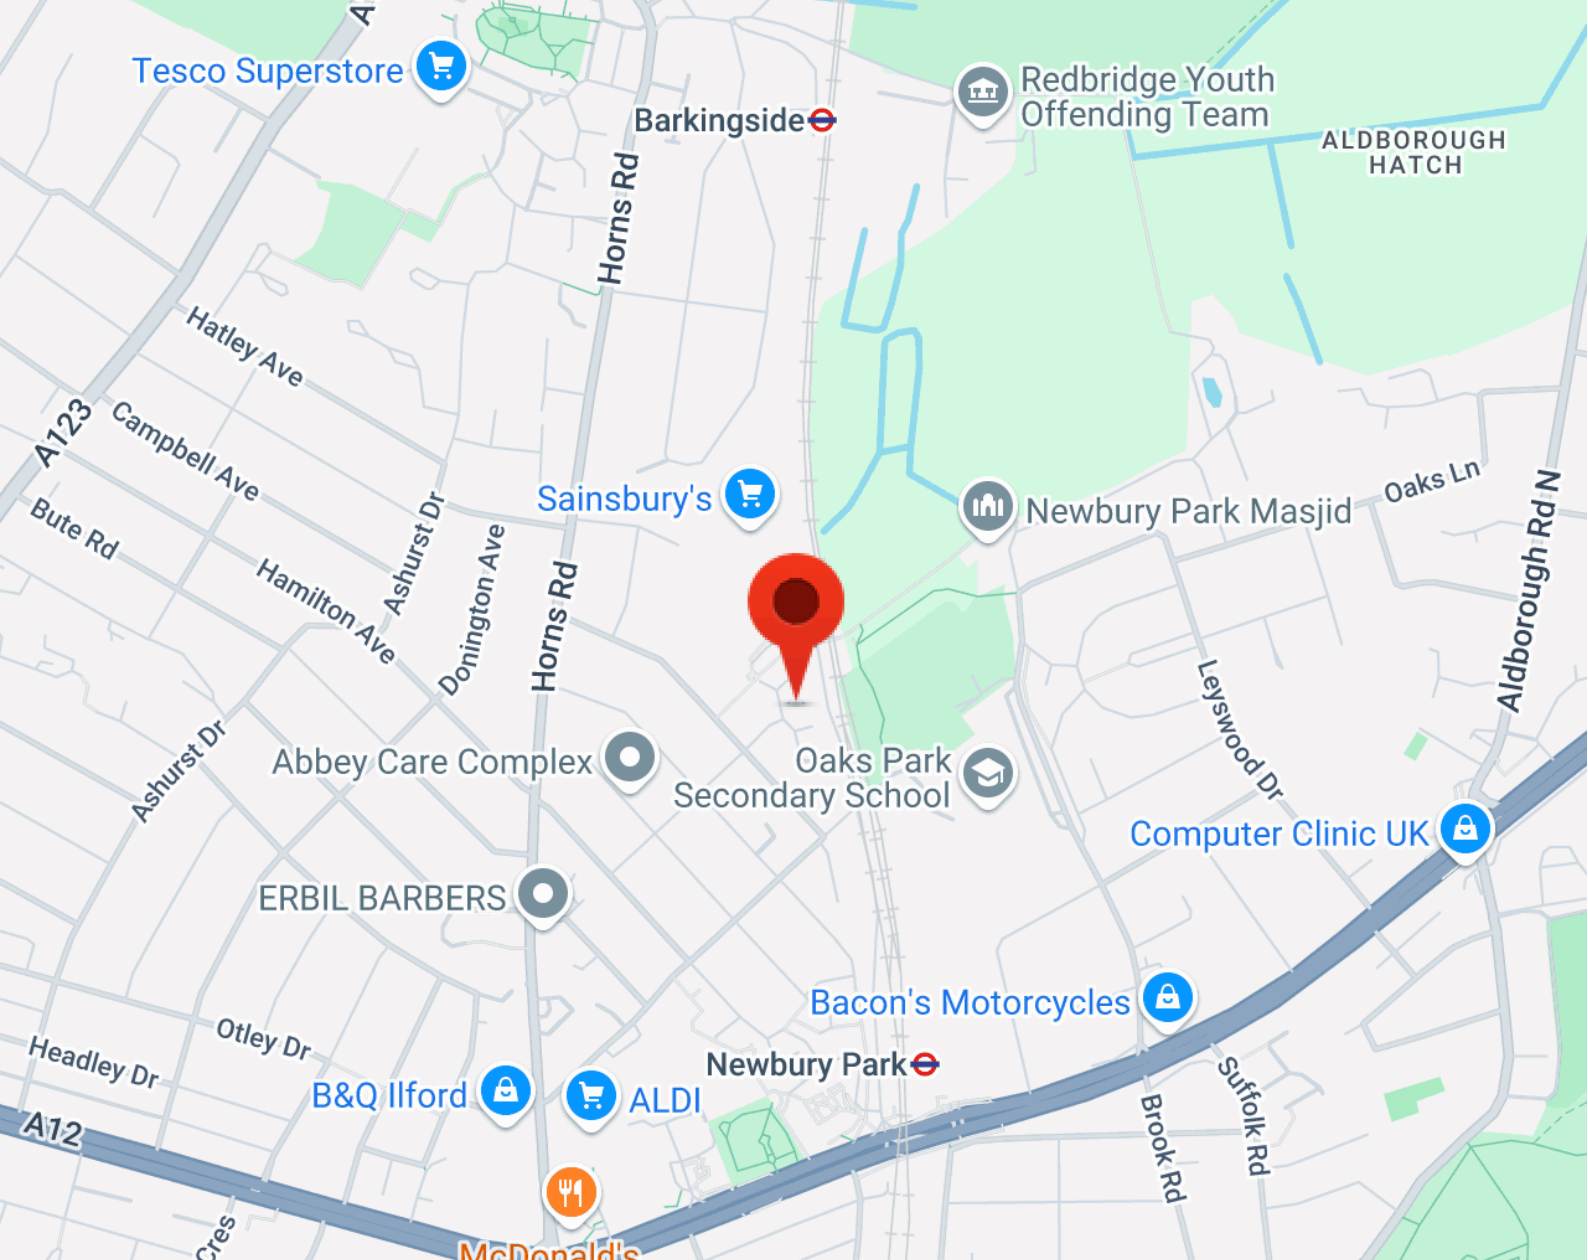 A
Tesco Superstore
Redbridge Youth
Offending Team
Barkingside
ALDBOROUGH
HATCH
Horns Rd
Hatley Ave
A123
Campbell Ave
Oaks Ln
Sainsbury's
Newbury Park Masjid
Aldborough Rd N
Bute Rd
Ashurst Dr
Donington Ave
Hamilton Ave
Horns Rd
Leyswood Dr
Ashurst Dr
Abbey Care Complex
Oaks Park
Secondary School
Computer Clinic UK
ERBIL BARBERS
Bacon's Motorcycles
Otley Dr
Headley Dr
Newbury Park
B&Q Ilford
ALDI
Suffolk Rd
Brook Rd
A12
Cres
McDonald's